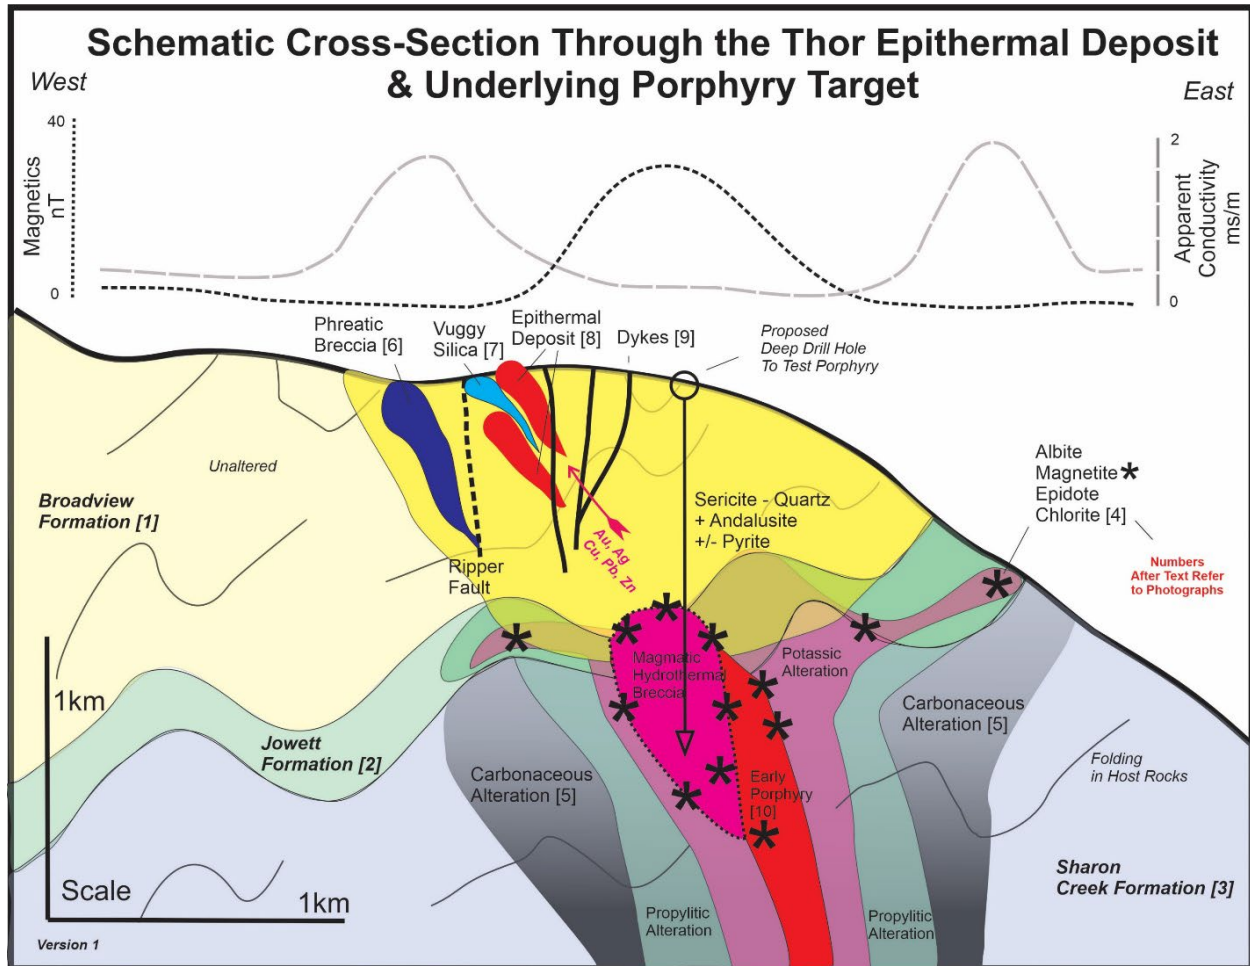 Schematic Cross-Section Through the Thor Epithermal Deposit
& Underlying Porphyry Target
West
East
40
Magnetics
nT
0
2
Apparent
Conductivity
ms/m
0
Phreatic
Breccia [6]
Vuggy
Silica [7]
Epithermal
Deposit [8]
Dykes [9]
Proposed
Deep Drill Hole
To Test Porphyry
Unaltered
Broadview
Formation [1]
Albite
Magnetite *
Epidote
Chlorite [4]
Sericite - Quartz
+ Andalusite
+/- Pyrite
Au, Ag
Cu, Pb, Zn
Ripper
Fault
Numbers
After Text Refer
to Photographs
Magmatic
Hydrothermal
Breccia
Potassic
Alteration
1km
Jowett
Formation [2]
Carbonaceous
Alteration [5]
Carbonaceous
Alteration [5]
Early
Porphyry
[10]
Folding
in Host Rocks
Scale
1km
Propylitic
Alteration
Propylitic
Alteration
Sharon
Creek Formation [3]
Version 1